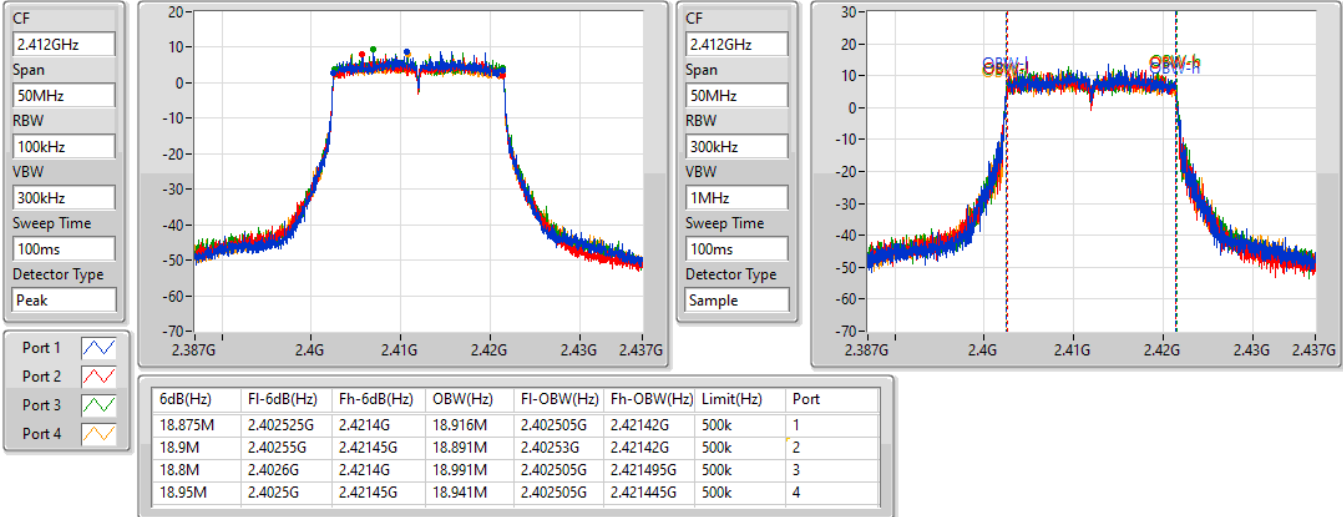 CF
2.412GHz
Span
50MHz
RBW
100kHz
VBW
300kHz
Sweep Time
100ms
Detector Type
Peak
20
10
0
-10
-20
-30
-40
-50
-60
-70
2.387G 2.4G 2.41G 2.42G 2.43G 2.437G
CF
2.412GHz
Span
50MHz
RBW
300kHz
VBW
1MHz
Sweep Time
100ms
Detector Type
Sample
30
20
10
0
-10
-20
-30
-40
-50
-60
-70
OBW-l OBW-h
2.387G 2.4G 2.41G 2.42G 2.43G 2.437G
Port 1
Port 2
Port 3
Port 4
6dB(Hz) Fl-6dB(Hz) Fh-6dB(Hz) OBW(Hz) Fl-OBW(Hz) Fh-OBW(Hz) Limit(Hz) Port
18.875M 2.402525G 2.4214G 18.916M 2.402505G 2.42142G 500k 1
18.9M 2.40255G 2.42145G 18.891M 2.40253G 2.42142G 500k 2
18.8M 2.4026G 2.4214G 18.991M 2.402505G 2.421495G 500k 3
18.95M 2.4025G 2.42145G 18.941M 2.402505G 2.421445G 500k 4